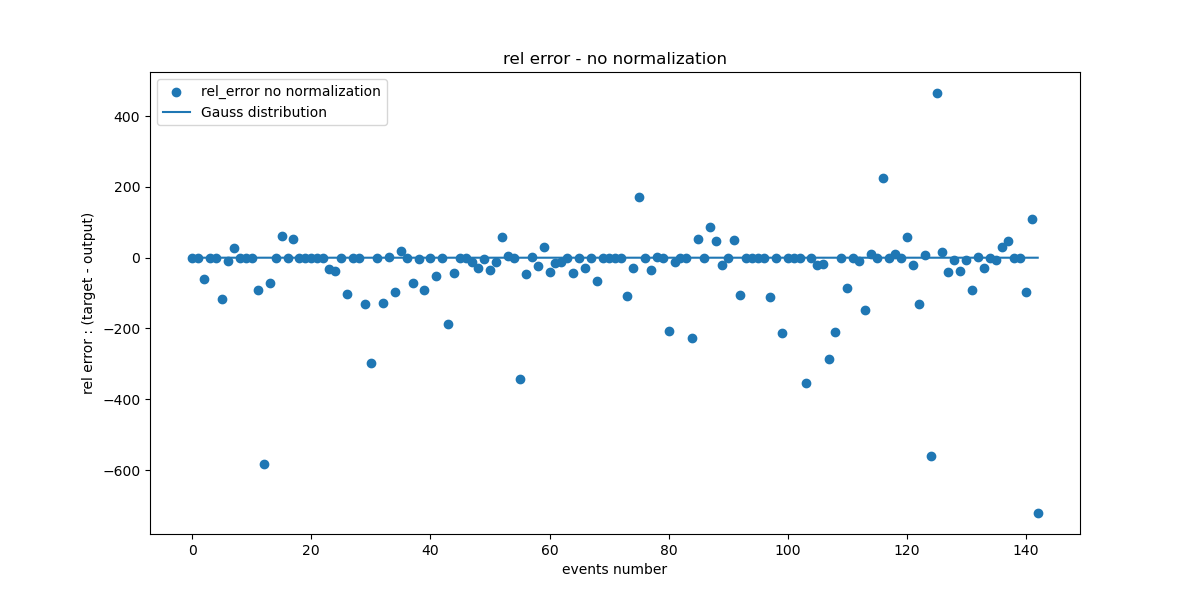 rel error - no normalization
rel_error no normalization
Gauss distribution
rel error : (target - output)
400
200
0
−200
−400
−600
0 20 40 60 80 100 120 140
events number